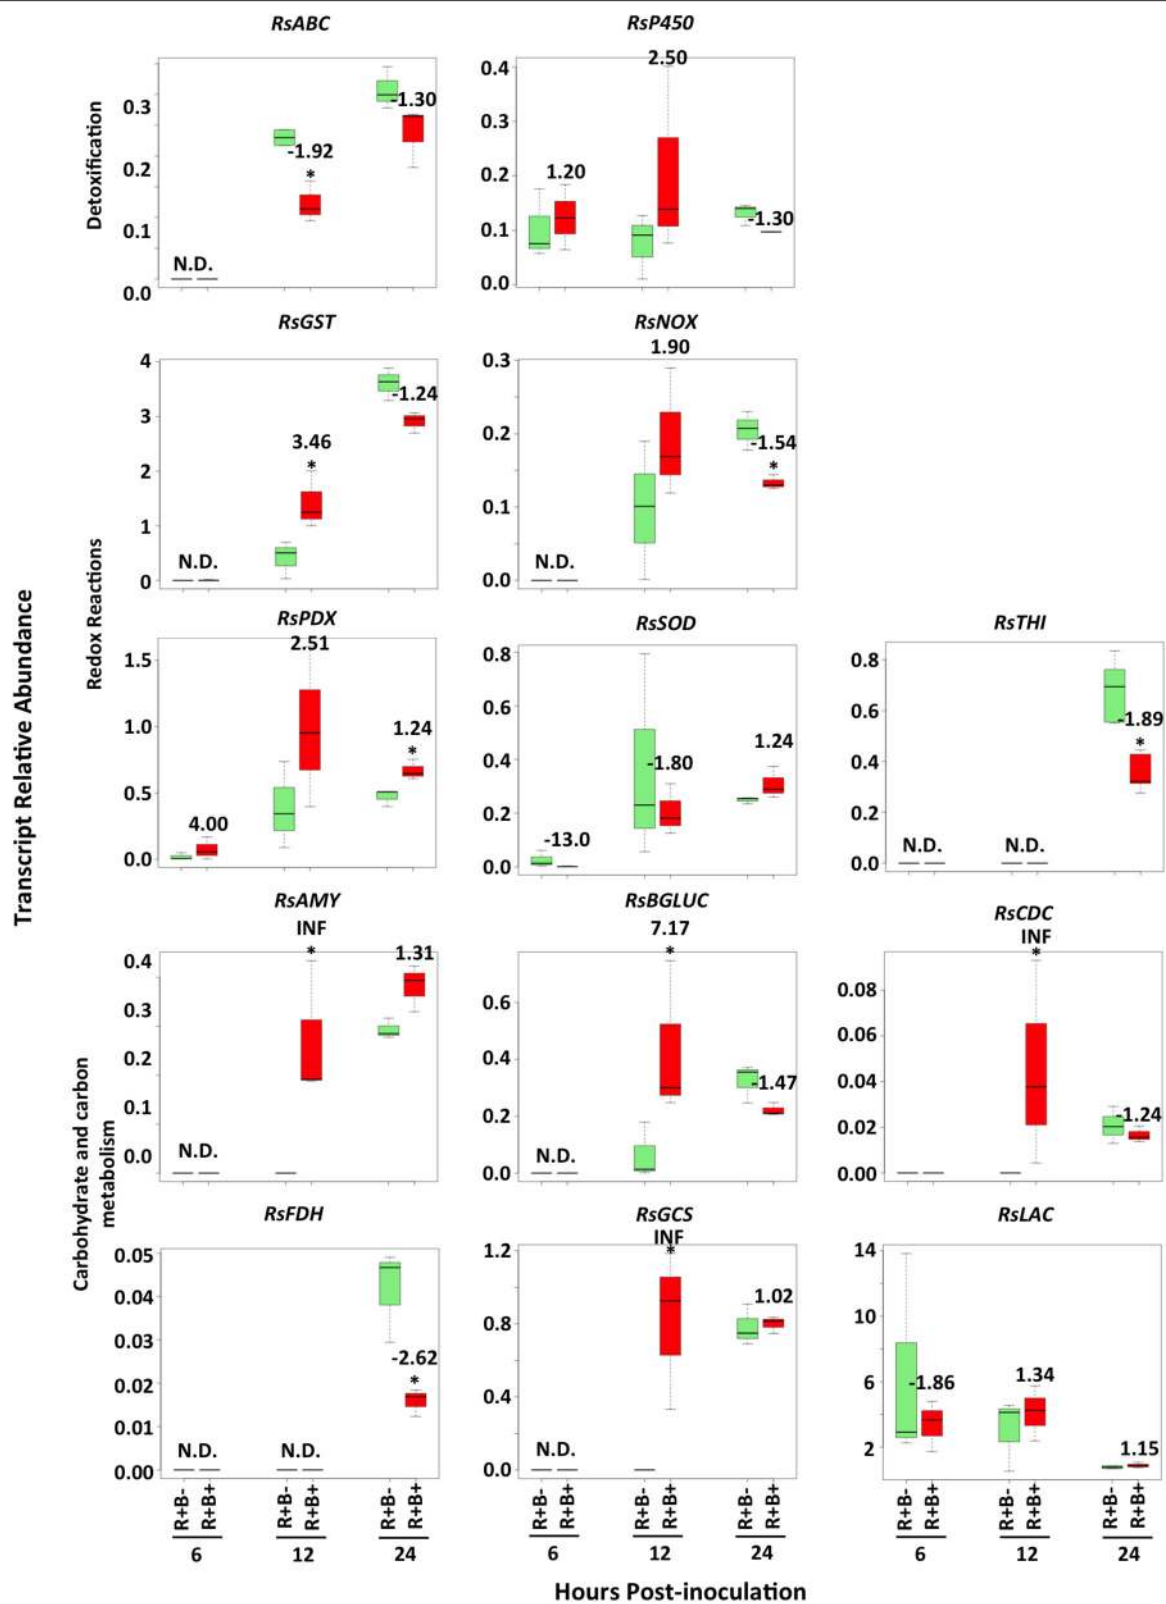 RsABC
RsP450
Detoxification
0.3
0.2
0.1
0.0
N.D.
-1.92
*
-1.30
0.4
0.3
0.2
0.1
0.0
1.20
2.50
-1.30
RsGST
RsNOX
Transcript Relative Abundance
Redox Reactions
4
3
2
1
0
N.D.
3.46
*
-1.24
1.90
0.3
0.2
0.1
0.0
N.D.
-1.54
*
RsPDX
RsSOD
RsTHI
1.5
1.0
0.5
0.0
4.00
2.51
1.24
*
0.8
0.6
0.4
0.2
0.0
-13.0
-1.80
1.24
0.8
0.6
0.4
0.2
0.0
N.D.
N.D.
-1.89
*
RsAMY
RsBGLUC
RsCDC
Carbohydrate and carbon
metabolism
0.4
0.3
0.2
0.1
0.0
N.D.
INF
*
1.31
0.6
0.4
0.2
0.0
N.D.
7.17
*
-1.47
0.08
0.06
0.04
0.02
0.00
INF
*
-1.24
RsFDH
RsGCS
RsLAC
0.05
0.04
0.03
0.02
0.01
0.00
N.D.
N.D.
-2.62
*
1.2
0.8
0.4
0.0
N.D.
INF
*
1.02
14
10
6
2
-1.86
1.34
1.15
R+B-
R+B+
R+B-
R+B+
R+B-
R+B+
R+B-
R+B+
R+B-
R+B+
R+B-
R+B+
R+B-
R+B+
R+B-
R+B+
R+B-
R+B+
6
12
24
6
12
24
6
12
24
Hours Post-inoculation